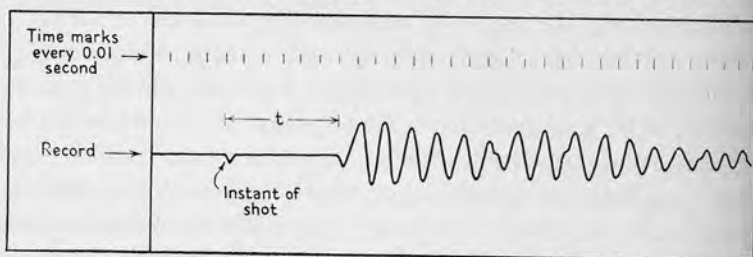 Time marks
every 0.01
second
t
Record
Instant of
shot